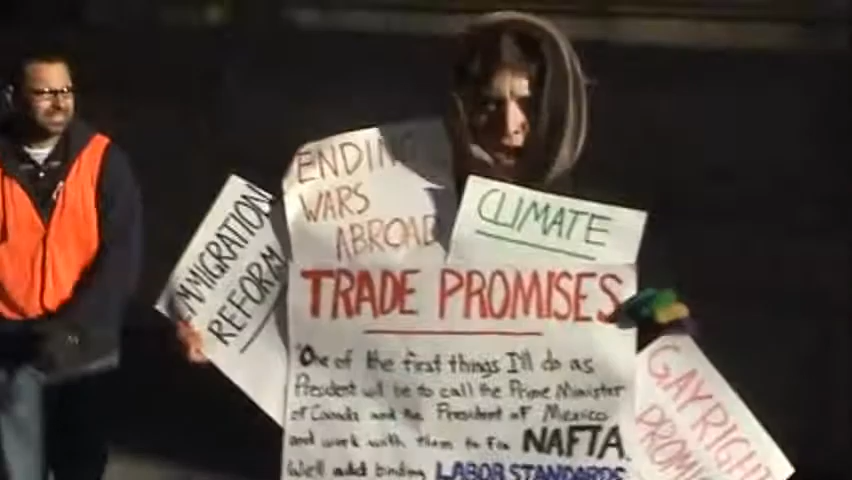 ENDING
WARS
ABROAD
CLIMATE
IMMIGRATION
REFORM
TRADE PROMISES
"One of the first things I'll do as
President will be to call the Prime Minister
of Canada and the President of Mexico
and work with them to fix NAFTA.
We'll add binding LABOR STANDARDS
GAY RIGHT
PROMI